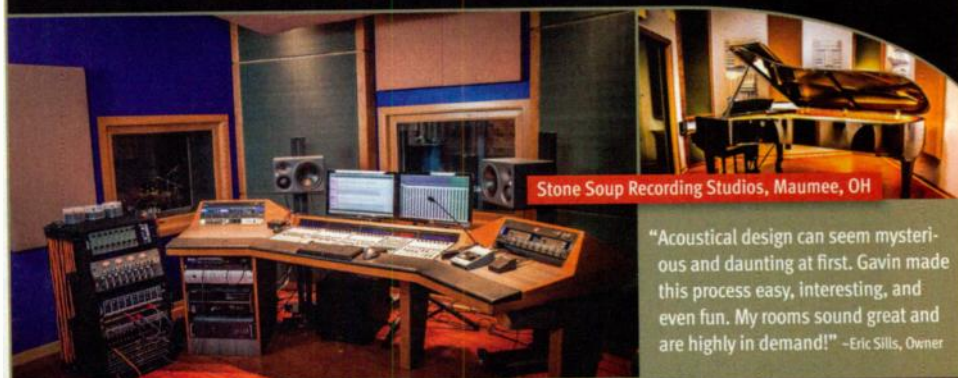 Stone Soup Recording Studios, Maumee, OH
“Acoustical design can seem mysteri-
ous and daunting at first. Gavin made
this process easy, interesting, and
even fun. My rooms sound great and
are highly in demand!” –Eric Sills, Owner